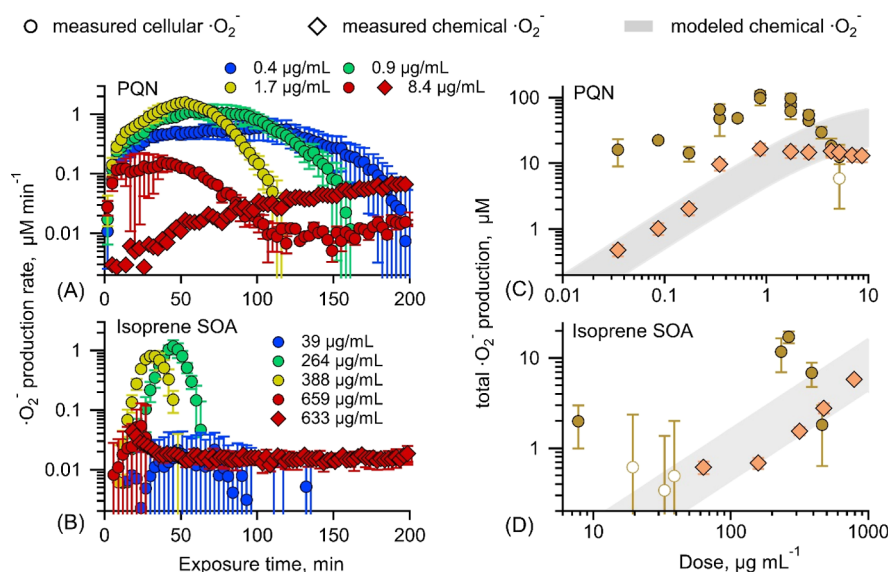 measured cellular ·O₂⁻ measured chemical ·O₂⁻ modeled chemical ·O₂⁻
PQN
0.4 µg/mL 0.9 µg/mL
1.7 µg/mL 8.4 µg/mL
1
0.1
0.01
(A)
0 50 100 150 200
Isoprene SOA
39 µg/mL
264 µg/mL
388 µg/mL
659 µg/mL
633 µg/mL
1
0.1
0.01
(B)
0 50 100 150 200
Exposure time, min
·O₂⁻ production rate, µM min⁻¹
PQN
100
10
1
(C)
0.01 0.1 1 10
Isoprene SOA
10
1
(D)
10 100 1000
Dose, µg mL⁻¹
total ·O₂⁻ production, µM